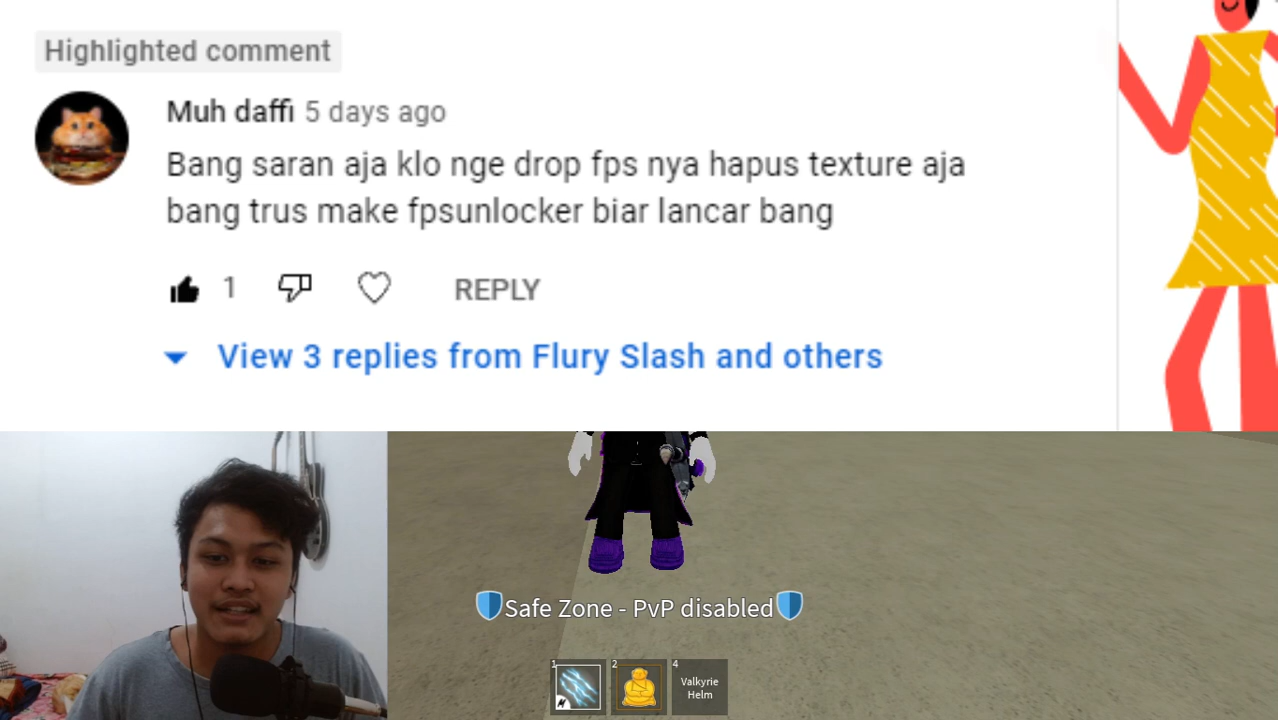 Highlighted comment
Muh daffi 5 days ago
Bang saran aja klo nge drop fps nya hapus texture aja
bang trus make fpsunlocker biar lancar bang
1
REPLY
View 3 replies from Flury Slash and others
Safe Zone - PvP disabled
1
2
4
Valkyrie
Helm